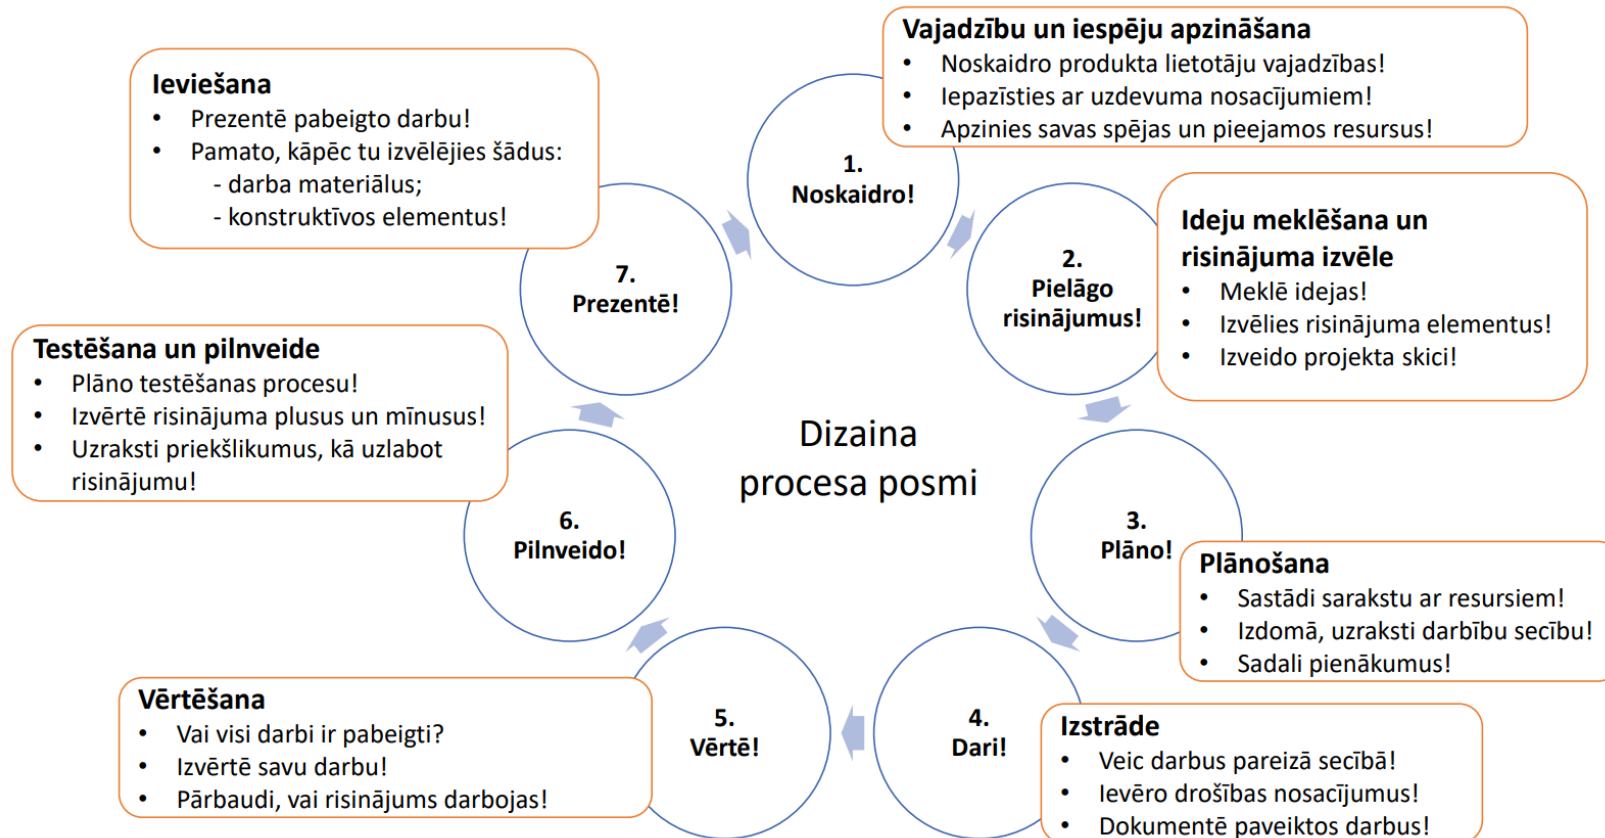 Vajadzību un iespēju apzināšana
• Noskaidro produkta lietotāju vajadzības!
• Iepazīsties ar uzdevuma nosacījumiem!
• Apzinies savas spējas un pieejamos resursus!
1.
Noskaidro!
Ideju meklēšana un
risinājuma izvēle
• Meklē idejas!
• Izvēlies risinājuma elementus!
• Izveido projekta skici!
2.
Pielāgo
risinājumus!
Dizaina
procesa posmi
3.
Plāno!
Plānošana
• Sastādi sarakstu ar resursiem!
• Izdomā, uzraksti darbību secību!
• Sadali pienākumus!
4.
Dari!
Izstrāde
• Veic darbus pareizā secībā!
• Ievēro drošības nosacījumus!
• Dokumentē paveiktos darbus!
5.
Vērtē!
Vērtēšana
• Vai visi darbi ir pabeigti?
• Izvērtē savu darbu!
• Pārbaudi, vai risinājums darbojas!
6.
Pilnveido!
Testēšana un pilnveide
• Plāno testēšanas procesu!
• Izvērtē risinājuma plusus un mīnusus!
• Uzraksti priekšlikumus, kā uzlabot
risinājumu!
7.
Prezentē!
Ieviešana
• Prezentē pabeigto darbu!
• Pamato, kāpēc tu izvēlējies šādus:
- darba materiālus;
- konstruktīvos elementus!